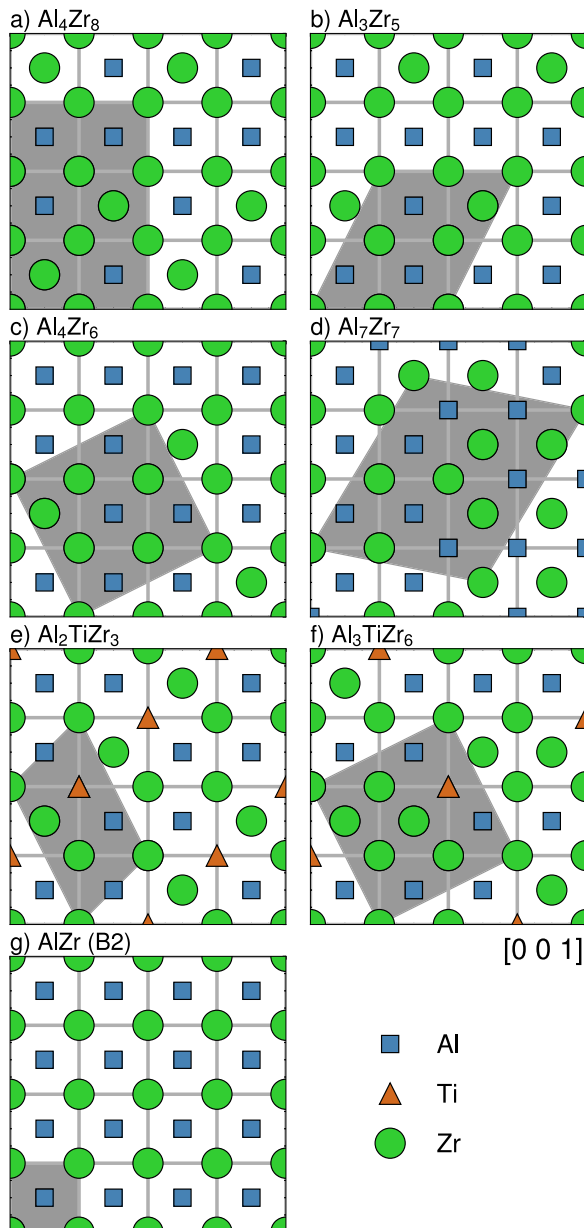 a) Al₄Zr₈
b) Al₃Zr₅
c) Al₄Zr₆
d) Al₇Zr₇
e) Al₂TiZr₃
f) Al₃TiZr₆
g) AlZr (B2)
[0 0 1]
Al
Ti
Zr